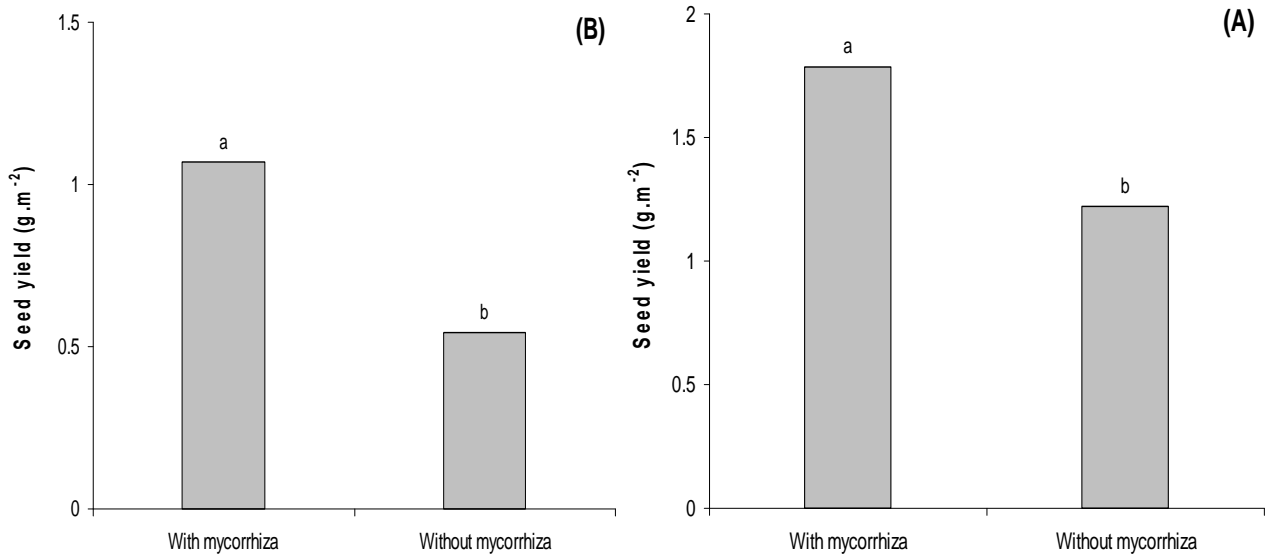 (B)
1.5
1
0.5
0
Seed yield (g.m⁻²)
a
b
With mycorrhiza
Without mycorrhiza
(A)
2
1.5
1
0.5
0
Seed yield (g.m⁻²)
a
b
With mycorrhiza
Without mycorrhiza